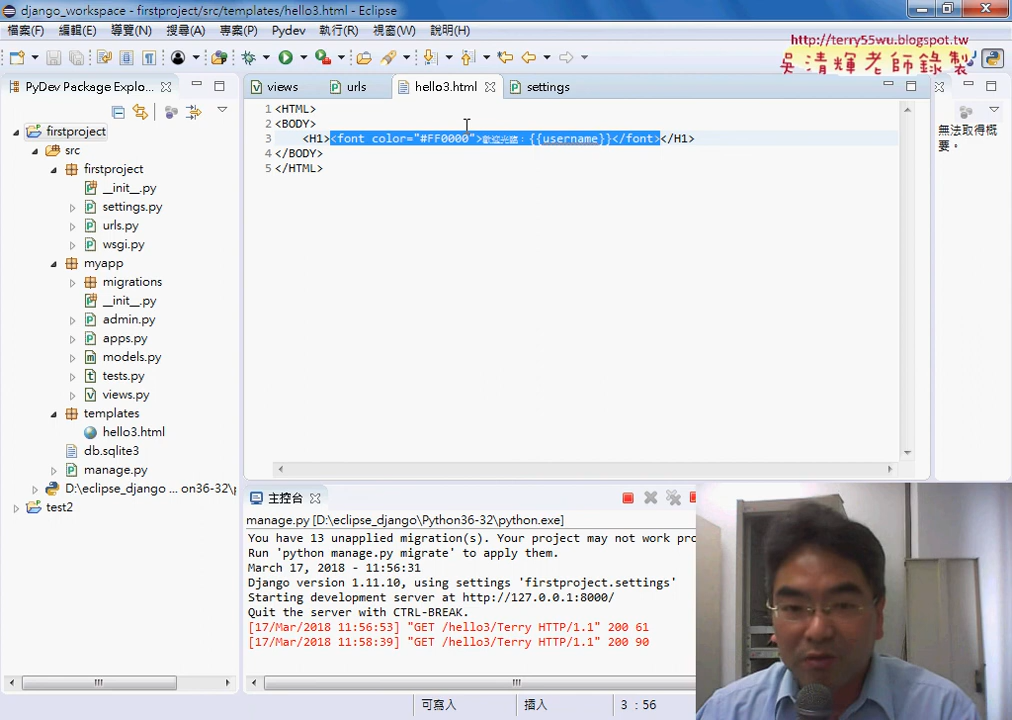 django_workspace - firstproject/src/templates/hello3.html - Eclipse
檔案(F) 編輯(E) 導覽(N) 搜尋(A) 專案(P) Pydev 執行(R) 視窗(W) 說明(H)
http://terry55wu.blogspot.tw
吳清輝老師錄製
PyDev Package Explo...
views
urls
hello3.html
settings
firstproject
src
firstproject
__init__.py
settings.py
urls.py
wsgi.py
myapp
migrations
__init__.py
admin.py
apps.py
models.py
tests.py
views.py
templates
hello3.html
db.sqlite3
manage.py
D:\eclipse_django ... on36-32\
test2
1 <HTML>
2 <BODY>
3 <H1><font color="#FF0000">歡迎光臨：{{username}}</font></H1>
4 </BODY>
5 </HTML>
無法取得概
要。
主控台
manage.py [D:\eclipse_django\Python36-32\python.exe]
You have 13 unapplied migration(s). Your project may not work pro
Run 'python manage.py migrate' to apply them.
March 17, 2018 - 11:56:31
Django version 1.11.10, using settings 'firstproject.settings'
Starting development server at http://127.0.0.1:8000/
Quit the server with CTRL-BREAK.
[17/Mar/2018 11:56:53] "GET /hello3/Terry HTTP/1.1" 200 61
[17/Mar/2018 11:58:39] "GET /hello3/Terry HTTP/1.1" 200 90
可寫入
插入
3 : 56